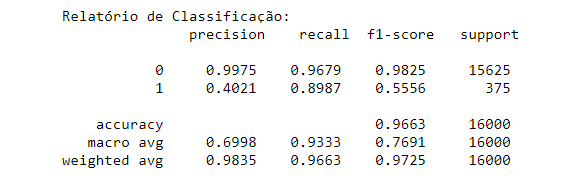 Relatório de Classificação:
precision recall f1-score support
0 0.9975 0.9679 0.9825 15625
1 0.4021 0.8987 0.5556 375
accuracy 0.9663 16000
macro avg 0.6998 0.9333 0.7691 16000
weighted avg 0.9835 0.9663 0.9725 16000